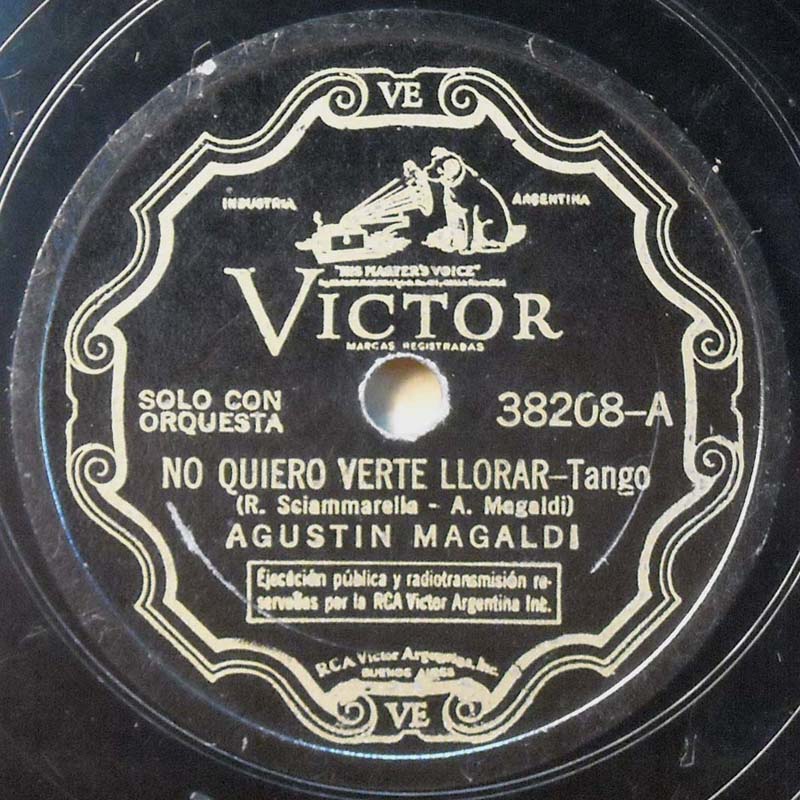 VE
INDUSTRIA ARGENTINA
"HIS MASTER'S VOICE"
VICTOR
MARCAS REGISTRADAS
SOLO CON
ORQUESTA
38208-A
NO QUIERO VERTE LLORAR-Tango
(R. Sciammarella - A. Magaldi)
AGUSTIN MAGALDI
Ejecución pública y radiotransmisión re-
servadas por la RCA Victor Argentina Inc.
RCA Victor Argentina, Inc.
BUENOS AIRES
VE